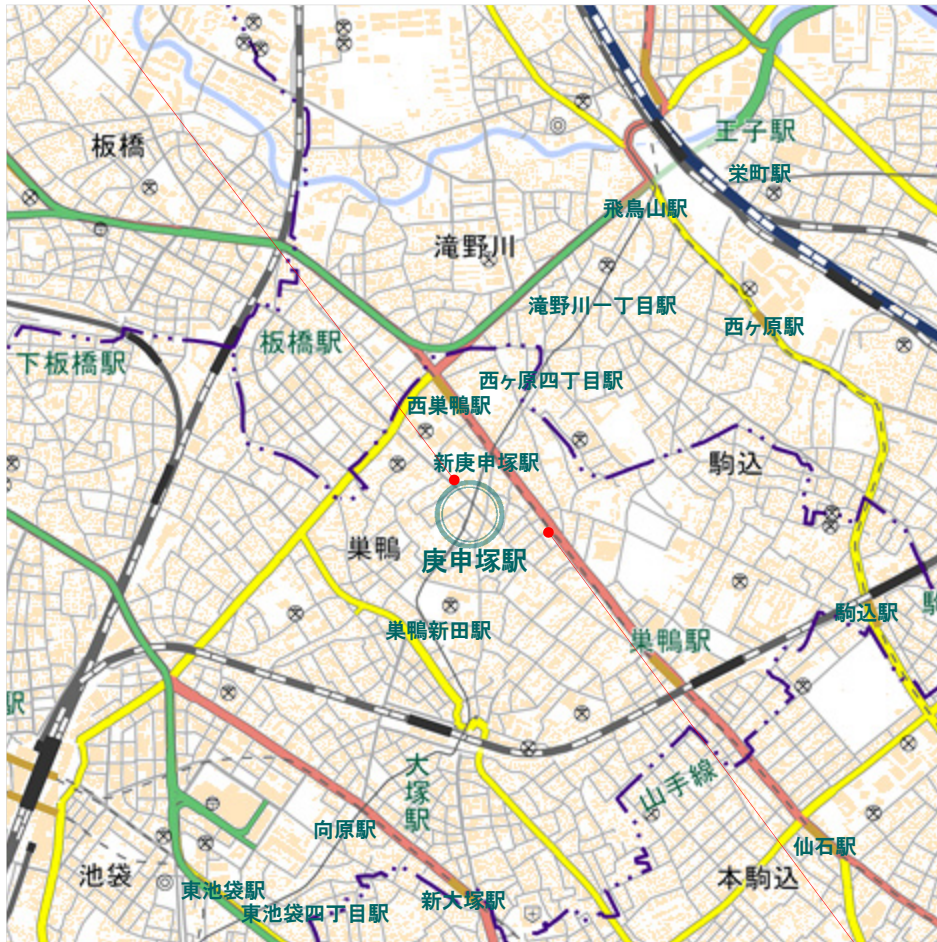 王子駅
板橋
栄町駅
飛鳥山駅
滝野川
滝野川一丁目駅
西ヶ原駅
板橋駅
下板橋駅
西ヶ原四丁目駅
西巣鴨駅
新庚申塚駅
駒込
巣鴨
庚申塚駅
駒
駒込駅
巣鴨新田駅
巣鴨駅
駅
大塚駅
山手線
向原駅
仙石駅
池袋
本駒込
東池袋駅
新大塚駅
東池袋四丁目駅